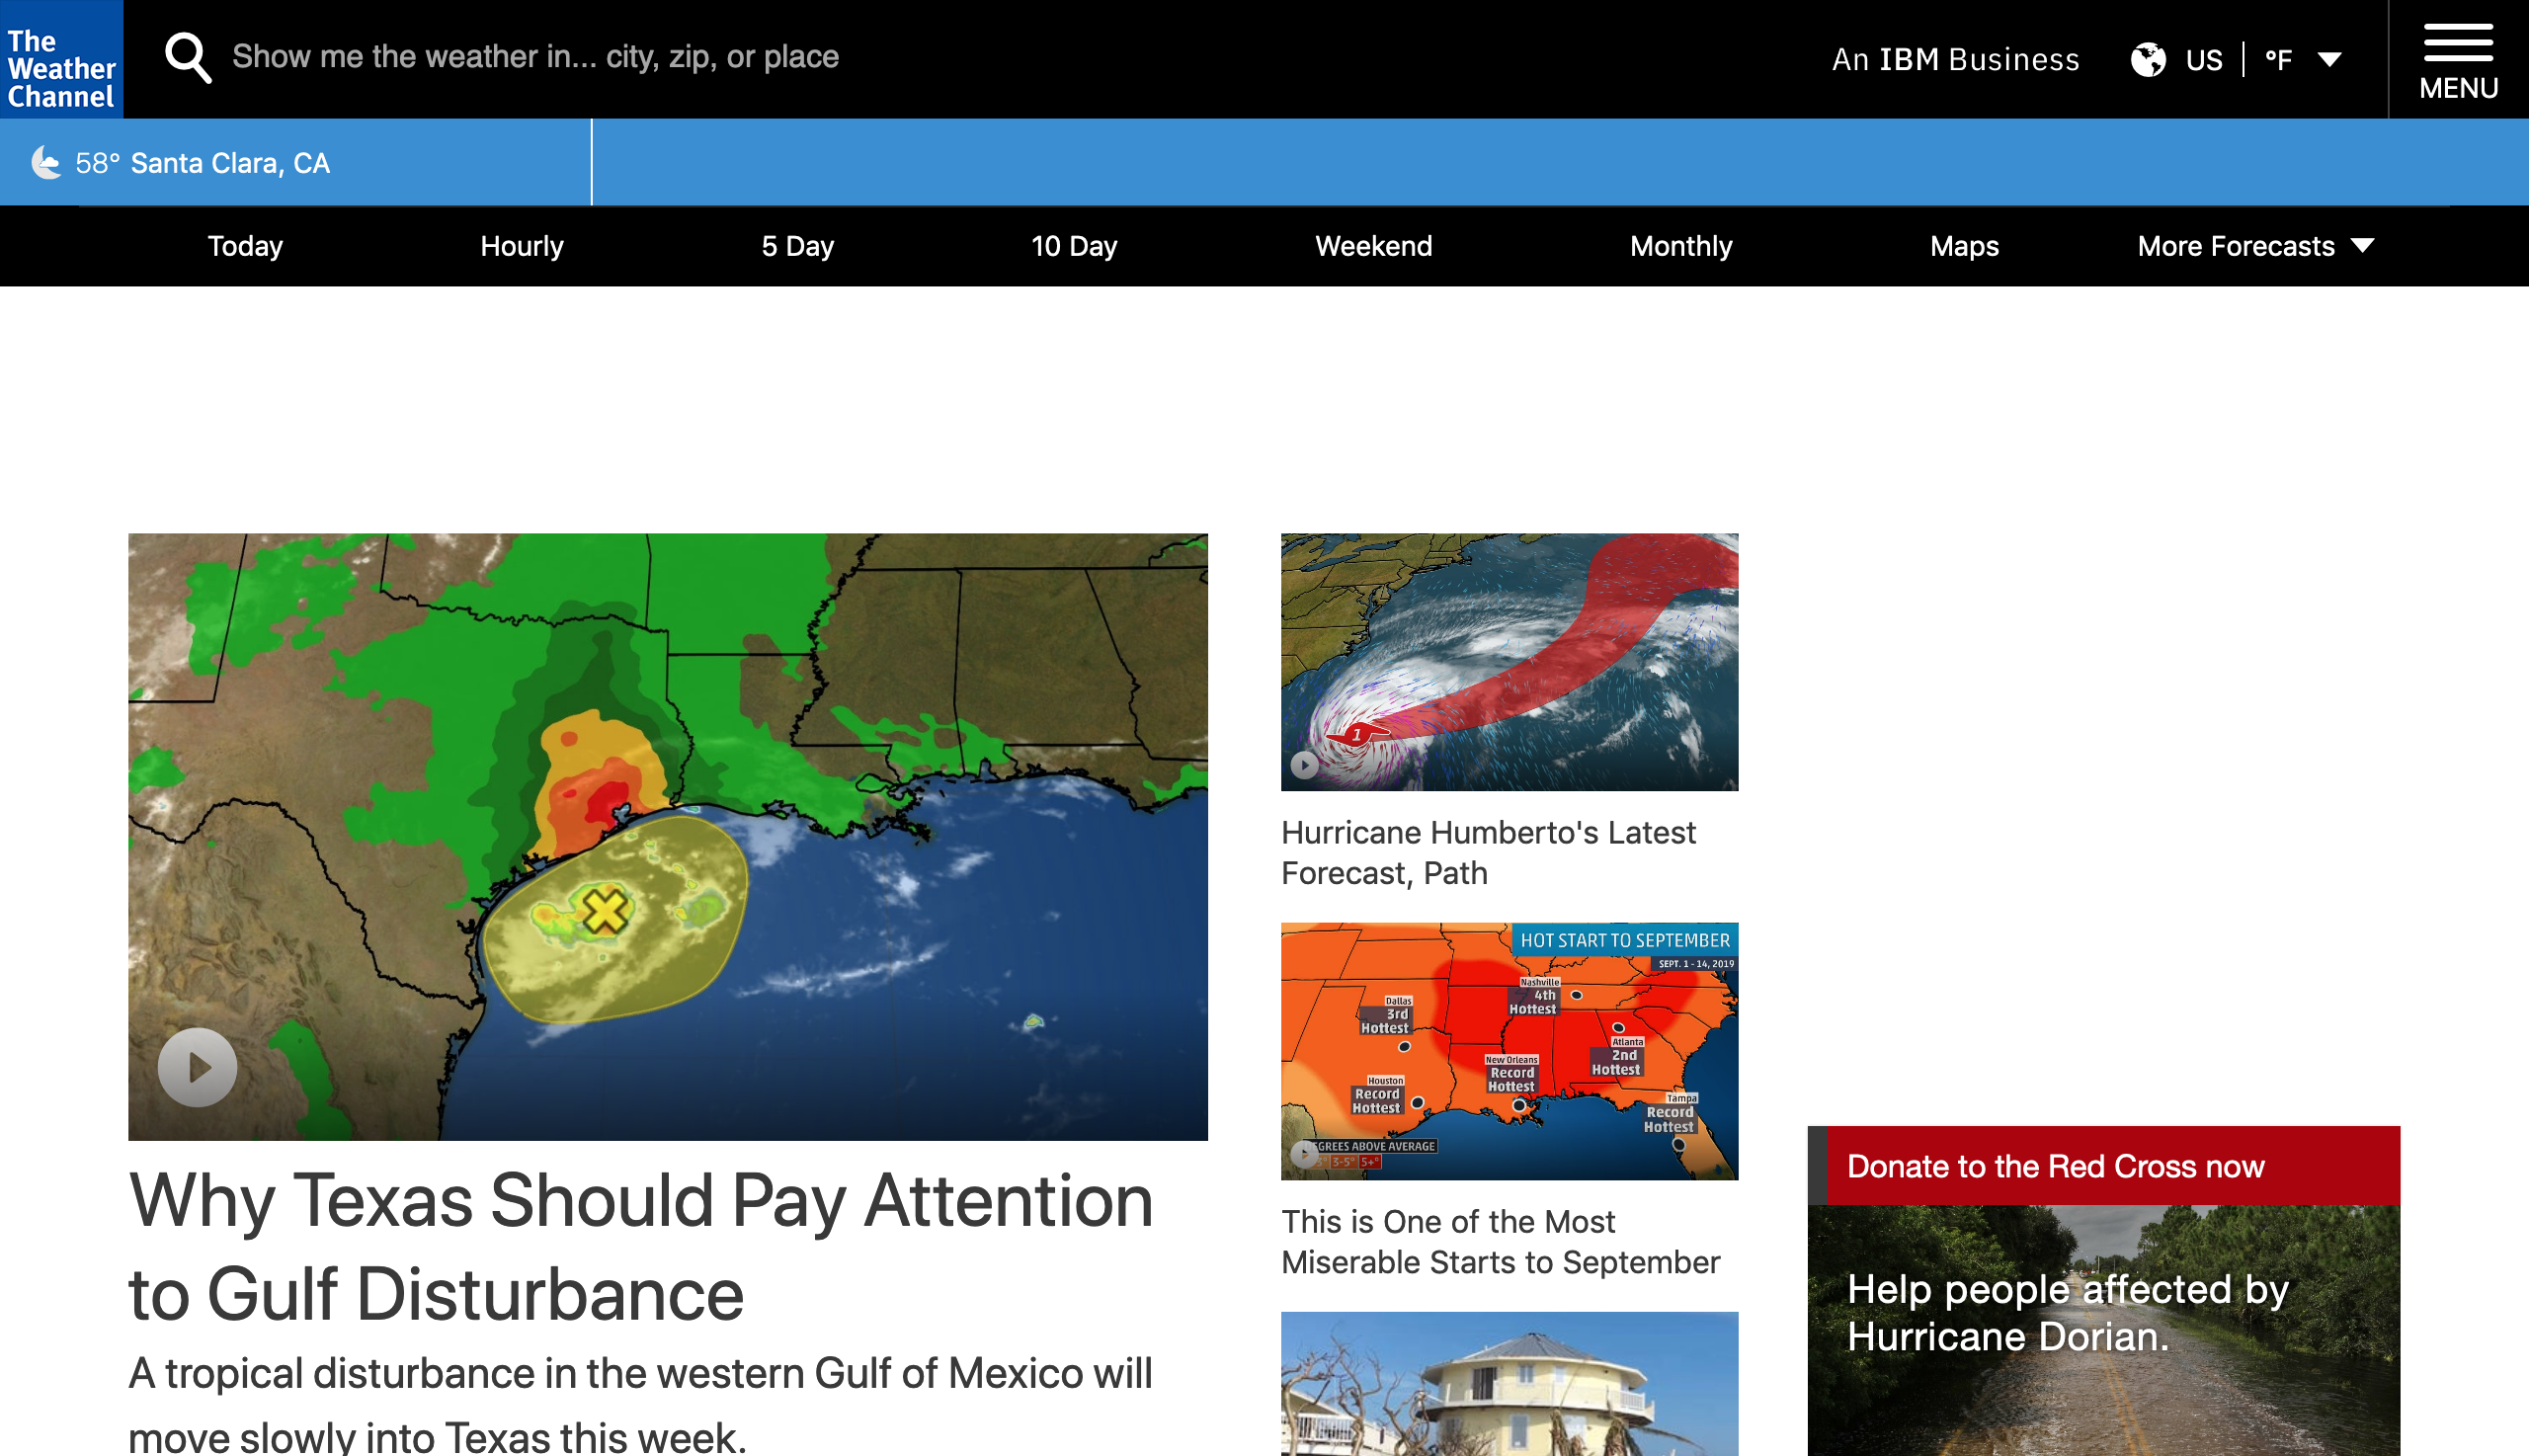 The
Weather
Channel
Show me the weather in... city, zip, or place
An IBM Business
US
°F
MENU
58° Santa Clara, CA
Today
Hourly
5 Day
10 Day
Weekend
Monthly
Maps
More Forecasts
Why Texas Should Pay Attention
to Gulf Disturbance
A tropical disturbance in the western Gulf of Mexico will
move slowly into Texas this week.
1
Hurricane Humberto's Latest
Forecast, Path
HOT START TO SEPTEMBER
SEPT. 1 - 14, 2019
Nashville
4th
Hottest
Dallas
3rd
Hottest
Atlanta
2nd
Hottest
New Orleans
Record
Hottest
Houston
Record
Hottest
Tampa
Record
Hottest
DEGREES ABOVE AVERAGE
3-5° 5+°
This is One of the Most
Miserable Starts to September
Donate to the Red Cross now
Help people affected by
Hurricane Dorian.